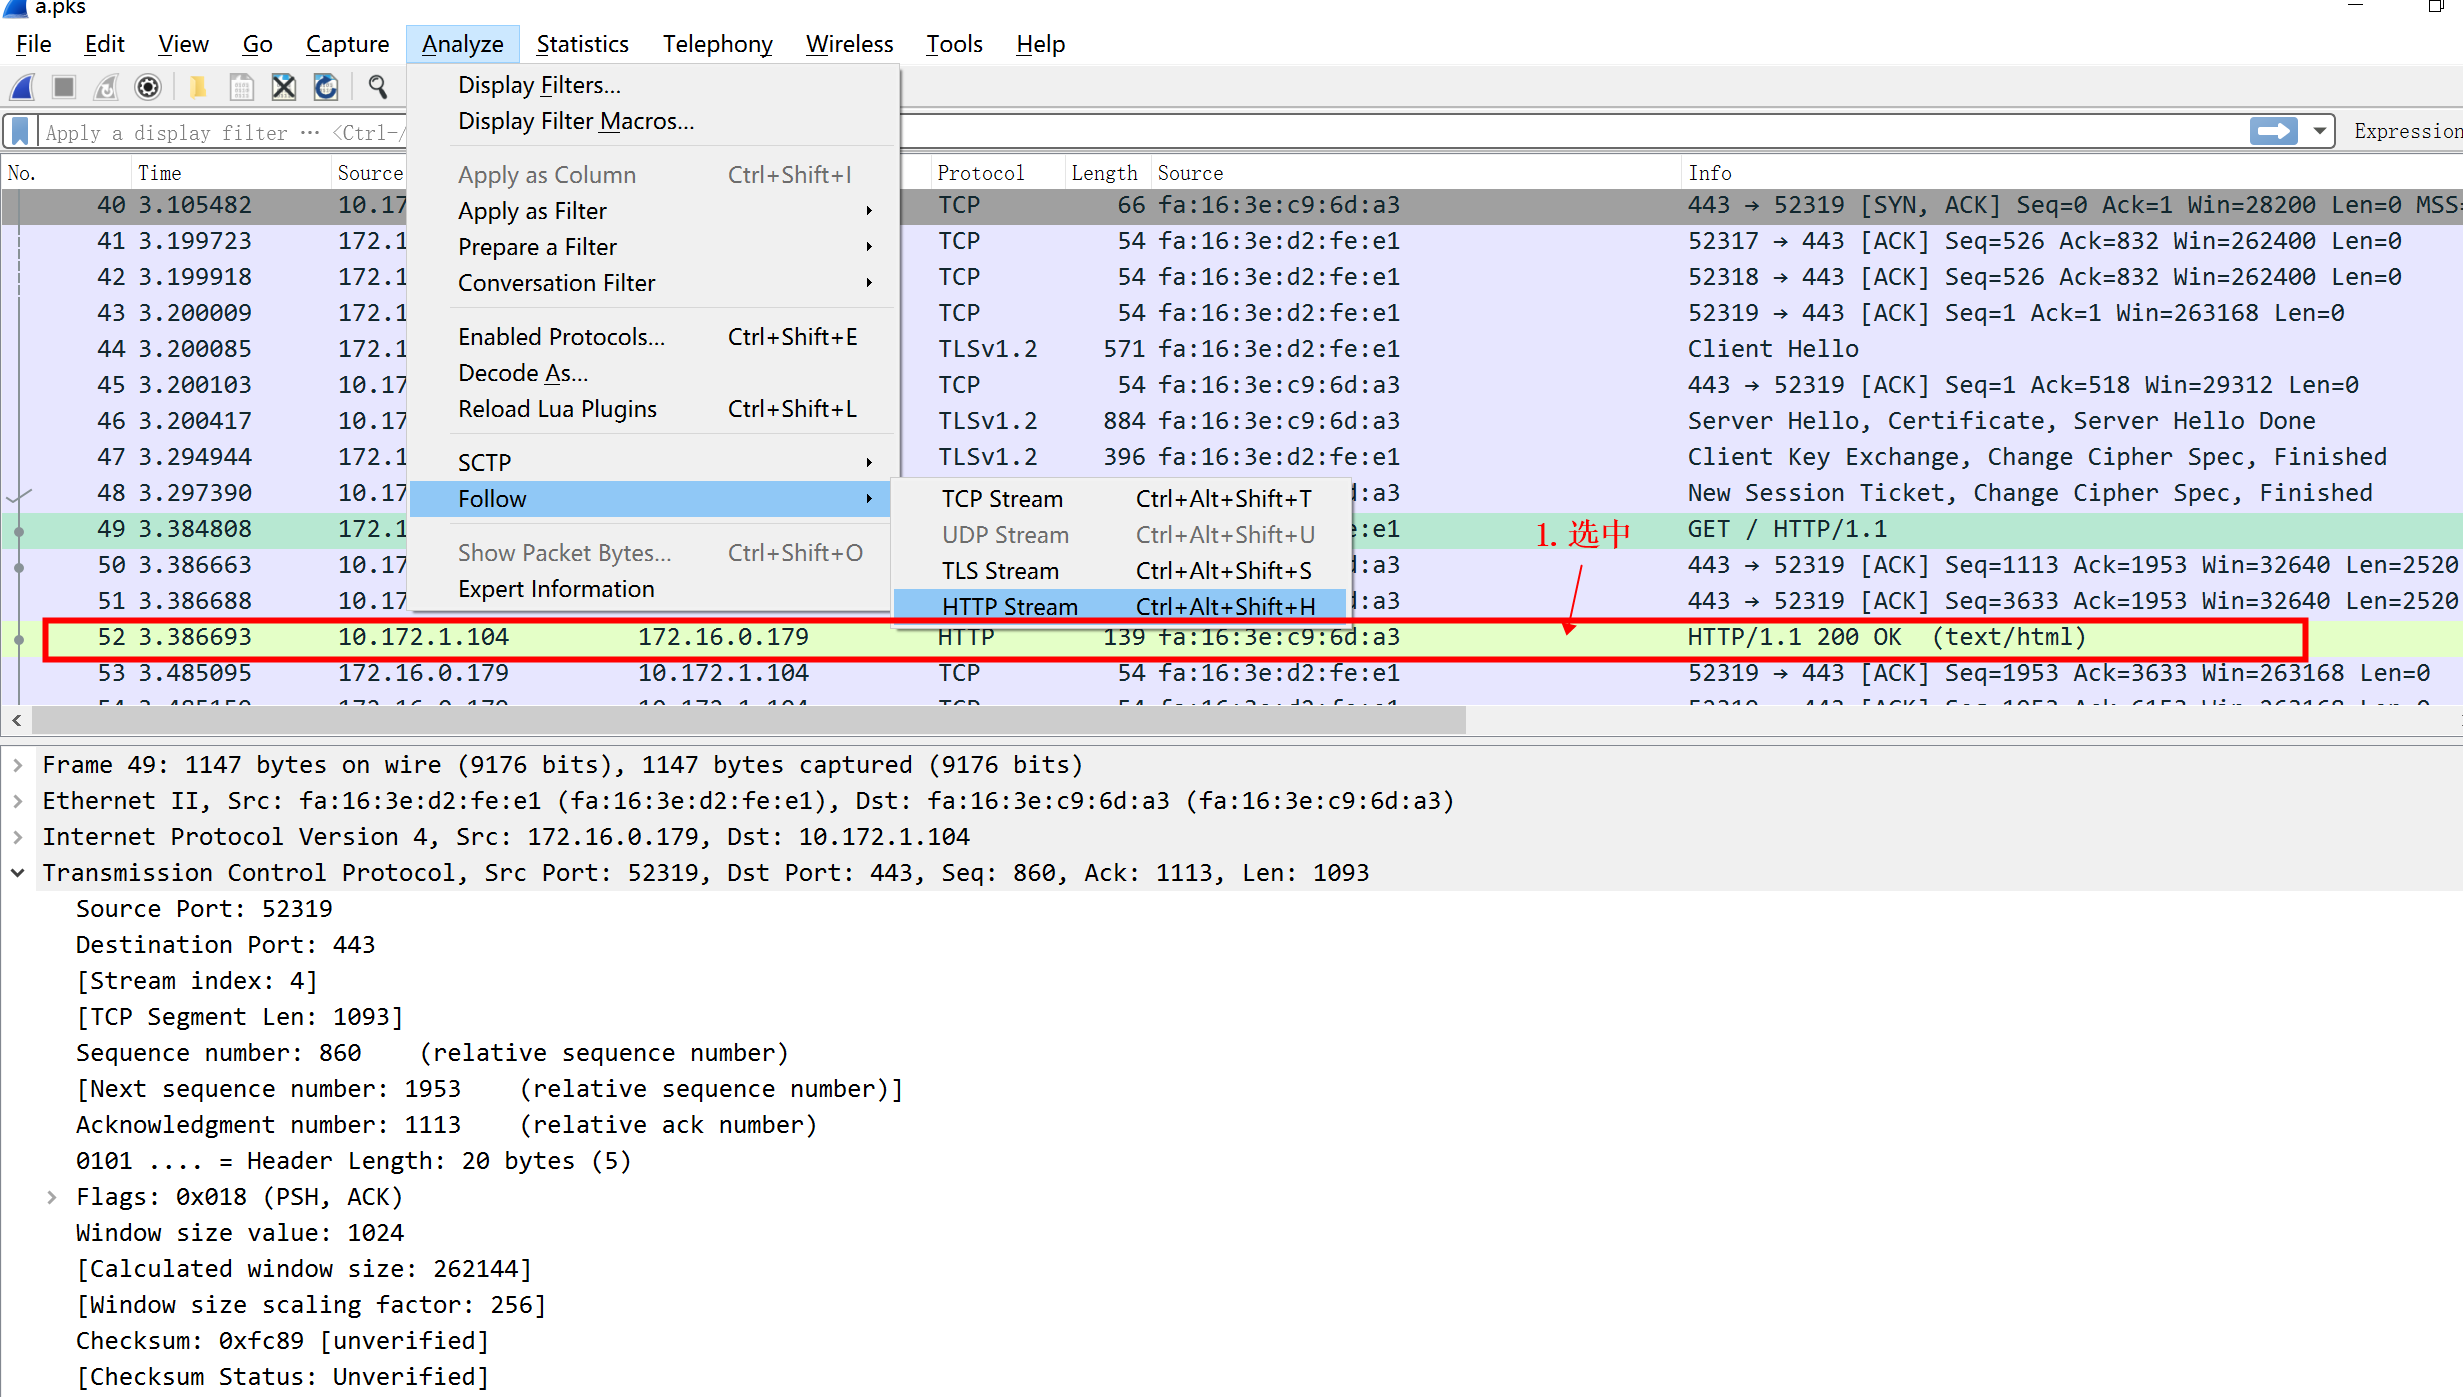 a.pks
File Edit View Go Capture Analyze Statistics Telephony Wireless Tools Help
Display Filters...
Display Filter Macros...
Apply as Column Ctrl+Shift+I
Apply as Filter
Prepare a Filter
Conversation Filter
Enabled Protocols... Ctrl+Shift+E
Decode As...
Reload Lua Plugins Ctrl+Shift+L
SCTP
Follow
Show Packet Bytes... Ctrl+Shift+O
Expert Information
TCP Stream Ctrl+Alt+Shift+T
UDP Stream Ctrl+Alt+Shift+U
TLS Stream Ctrl+Alt+Shift+S
HTTP Stream Ctrl+Alt+Shift+H
1. 选中
Apply a display filter … <Ctrl-/ Expression
No. Time Source Protocol Length Source Info
40 3.105482 10.17 TCP 66 fa:16:3e:c9:6d:a3 443 → 52319 [SYN, ACK] Seq=0 Ack=1 Win=28200 Len=0 MSS=
41 3.199723 172.1 TCP 54 fa:16:3e:d2:fe:e1 52317 → 443 [ACK] Seq=526 Ack=832 Win=262400 Len=0
42 3.199918 172.1 TCP 54 fa:16:3e:d2:fe:e1 52318 → 443 [ACK] Seq=526 Ack=832 Win=262400 Len=0
43 3.200009 172.1 TCP 54 fa:16:3e:d2:fe:e1 52319 → 443 [ACK] Seq=1 Ack=1 Win=263168 Len=0
44 3.200085 172.1 TLSv1.2 571 fa:16:3e:d2:fe:e1 Client Hello
45 3.200103 10.17 TCP 54 fa:16:3e:c9:6d:a3 443 → 52319 [ACK] Seq=1 Ack=518 Win=29312 Len=0
46 3.200417 10.17 TLSv1.2 884 fa:16:3e:c9:6d:a3 Server Hello, Certificate, Server Hello Done
47 3.294944 172.1 TLSv1.2 396 fa:16:3e:d2:fe:e1 Client Key Exchange, Change Cipher Spec, Finished
48 3.297390 10.17 d:a3 New Session Ticket, Change Cipher Spec, Finished
49 3.384808 172.1 e:e1 GET / HTTP/1.1
50 3.386663 10.17 d:a3 443 → 52319 [ACK] Seq=1113 Ack=1953 Win=32640 Len=2520
51 3.386688 10.17 d:a3 443 → 52319 [ACK] Seq=3633 Ack=1953 Win=32640 Len=2520
52 3.386693 10.172.1.104 172.16.0.179 HTTP 139 fa:16:3e:c9:6d:a3 HTTP/1.1 200 OK (text/html)
53 3.485095 172.16.0.179 10.172.1.104 TCP 54 fa:16:3e:d2:fe:e1 52319 → 443 [ACK] Seq=1953 Ack=3633 Win=263168 Len=0
Frame 49: 1147 bytes on wire (9176 bits), 1147 bytes captured (9176 bits)
Ethernet II, Src: fa:16:3e:d2:fe:e1 (fa:16:3e:d2:fe:e1), Dst: fa:16:3e:c9:6d:a3 (fa:16:3e:c9:6d:a3)
Internet Protocol Version 4, Src: 172.16.0.179, Dst: 10.172.1.104
Transmission Control Protocol, Src Port: 52319, Dst Port: 443, Seq: 860, Ack: 1113, Len: 1093
Source Port: 52319
Destination Port: 443
[Stream index: 4]
[TCP Segment Len: 1093]
Sequence number: 860 (relative sequence number)
[Next sequence number: 1953 (relative sequence number)]
Acknowledgment number: 1113 (relative ack number)
0101 .... = Header Length: 20 bytes (5)
Flags: 0x018 (PSH, ACK)
Window size value: 1024
[Calculated window size: 262144]
[Window size scaling factor: 256]
Checksum: 0xfc89 [unverified]
[Checksum Status: Unverified]